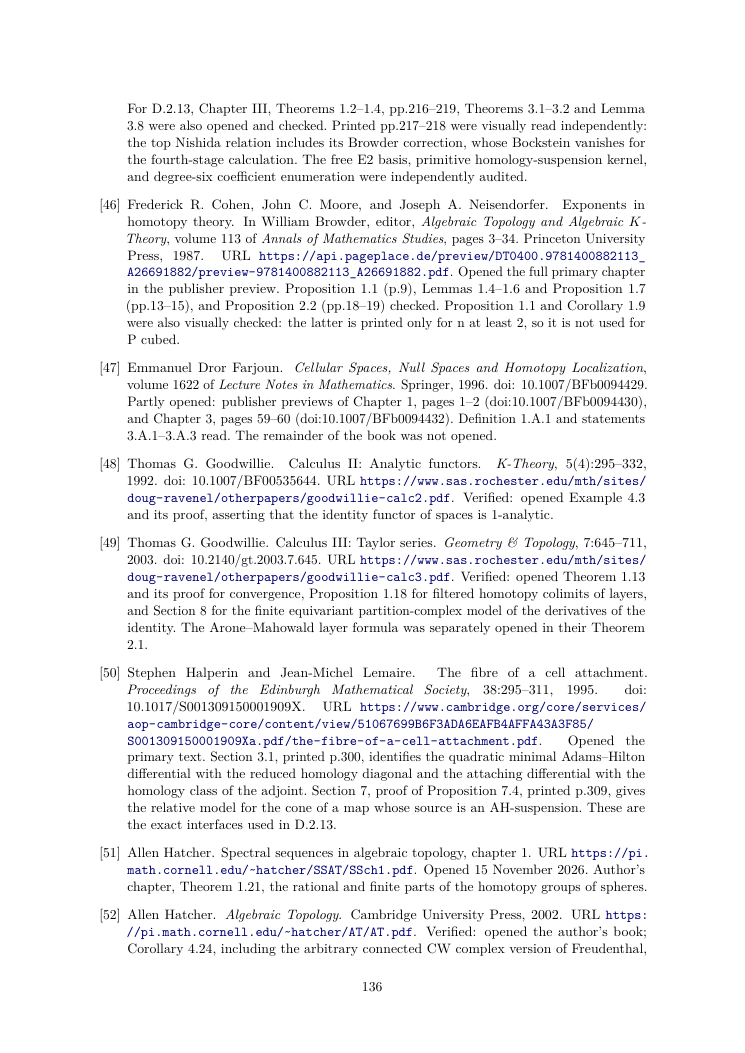 For D.2.13, Chapter III, Theorems 1.2–1.4, pp.216–219, Theorems 3.1–3.2 and Lemma
3.8 were also opened and checked. Printed pp.217–218 were visually read independently:
the top Nishida relation includes its Browder correction, whose Bockstein vanishes for
the fourth-stage calculation. The free E2 basis, primitive homology-suspension kernel,
and degree-six coefficient enumeration were independently audited.
[46] Frederick R. Cohen, John C. Moore, and Joseph A. Neisendorfer. Exponents in
homotopy theory. In William Browder, editor, Algebraic Topology and Algebraic K-
Theory, volume 113 of Annals of Mathematics Studies, pages 3–34. Princeton University
Press, 1987. URL https://api.pageplace.de/preview/DT0400.9781400882113_
A26691882/preview-9781400882113_A26691882.pdf. Opened the full primary chapter
in the publisher preview. Proposition 1.1 (p.9), Lemmas 1.4–1.6 and Proposition 1.7
(pp.13–15), and Proposition 2.2 (pp.18–19) checked. Proposition 1.1 and Corollary 1.9
were also visually checked: the latter is printed only for n at least 2, so it is not used for
P cubed.
[47] Emmanuel Dror Farjoun. Cellular Spaces, Null Spaces and Homotopy Localization,
volume 1622 of Lecture Notes in Mathematics. Springer, 1996. doi: 10.1007/BFb0094429.
Partly opened: publisher previews of Chapter 1, pages 1–2 (doi:10.1007/BFb0094430),
and Chapter 3, pages 59–60 (doi:10.1007/BFb0094432). Definition 1.A.1 and statements
3.A.1–3.A.3 read. The remainder of the book was not opened.
[48] Thomas G. Goodwillie. Calculus II: Analytic functors. K-Theory, 5(4):295–332,
1992. doi: 10.1007/BF00535644. URL https://www.sas.rochester.edu/mth/sites/
doug-ravenel/otherpapers/goodwillie-calc2.pdf. Verified: opened Example 4.3
and its proof, asserting that the identity functor of spaces is 1-analytic.
[49] Thomas G. Goodwillie. Calculus III: Taylor series. Geometry & Topology, 7:645–711,
2003. doi: 10.2140/gt.2003.7.645. URL https://www.sas.rochester.edu/mth/sites/
doug-ravenel/otherpapers/goodwillie-calc3.pdf. Verified: opened Theorem 1.13
and its proof for convergence, Proposition 1.18 for filtered homotopy colimits of layers,
and Section 8 for the finite equivariant partition-complex model of the derivatives of the
identity. The Arone–Mahowald layer formula was separately opened in their Theorem
2.1.
[50] Stephen Halperin and Jean-Michel Lemaire. The fibre of a cell attachment.
Proceedings of the Edinburgh Mathematical Society, 38:295–311, 1995. doi:
10.1017/S001309150001909X. URL https://www.cambridge.org/core/services/
aop-cambridge-core/content/view/51067699B6F3ADA6EAFB4AFFA43A3F85/
S001309150001909Xa.pdf/the-fibre-of-a-cell-attachment.pdf. Opened the
primary text. Section 3.1, printed p.300, identifies the quadratic minimal Adams–Hilton
differential with the reduced homology diagonal and the attaching differential with the
homology class of the adjoint. Section 7, proof of Proposition 7.4, printed p.309, gives
the relative model for the cone of a map whose source is an AH-suspension. These are
the exact interfaces used in D.2.13.
[51] Allen Hatcher. Spectral sequences in algebraic topology, chapter 1. URL https://pi.
math.cornell.edu/~hatcher/SSAT/SSch1.pdf. Opened 15 November 2026. Author's
chapter, Theorem 1.21, the rational and finite parts of the homotopy groups of spheres.
[52] Allen Hatcher. Algebraic Topology. Cambridge University Press, 2002. URL https:
//pi.math.cornell.edu/~hatcher/AT/AT.pdf. Verified: opened the author's book;
Corollary 4.24, including the arbitrary connected CW complex version of Freudenthal,
136